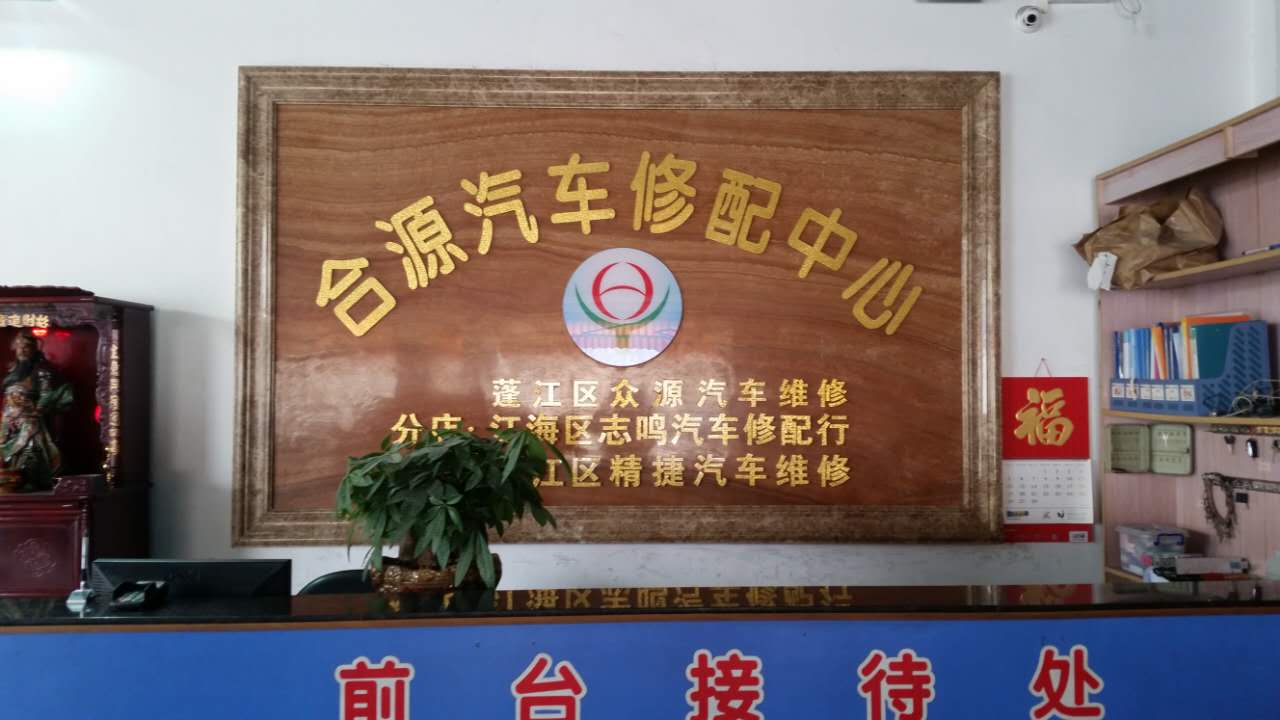 合源汽车修配中心
蓬江区众源汽车维修
分店:江海区志鸣汽车修配行
江区精捷汽车维修
福
前台接待处